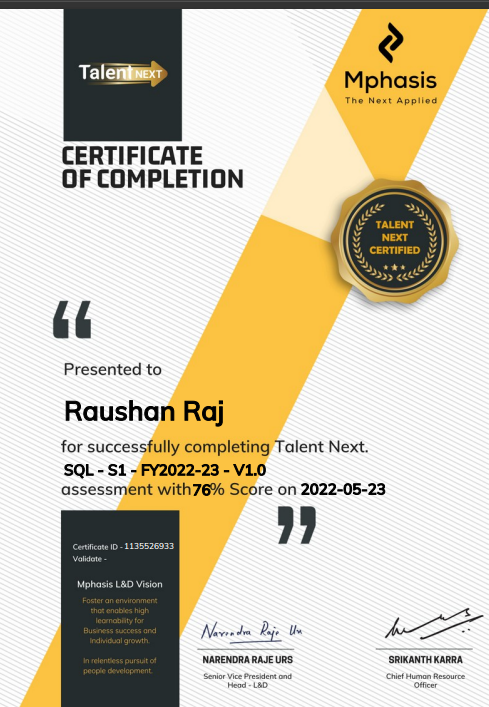 Talent NEXT
Mphasis
The Next Applied
CERTIFICATE
OF COMPLETION
TALENT
NEXT
CERTIFIED
“
Presented to
Raushan Raj
for successfully completing Talent Next.
SQL - S1 - FY2022-23 - V1.0
assessment with 76% Score on 2022-05-23
”
Certificate ID - 1135526933
Validate -
Mphasis L&D Vision
Foster an environment
that enables high
learnability for
Business success and
Individual growth.
In relentless pursuit of
people development.
Narendra Raje Urs
NARENDRA RAJE URS
Senior Vice President and
Head - L&D
SRIKANTH KARRA
Chief Human Resource
Officer